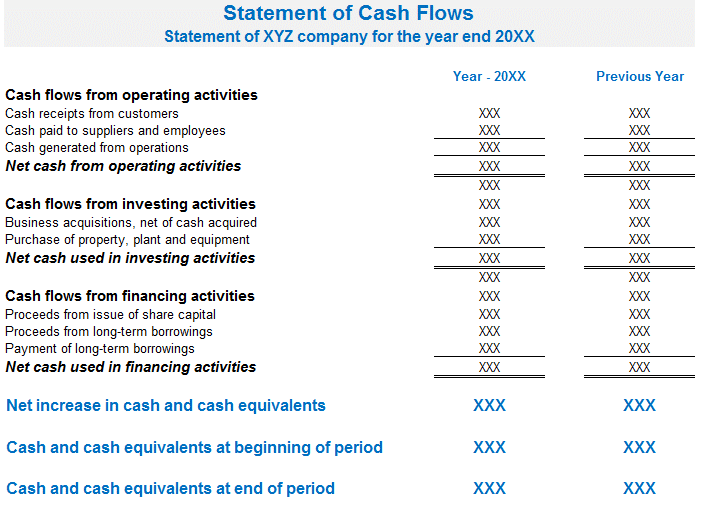 Statement of Cash Flows
Statement of XYZ company for the year end 20XX
Year - 20XX Previous Year
Cash flows from operating activities
Cash receipts from customers XXX XXX
Cash paid to suppliers and employees XXX XXX
Cash generated from operations XXX XXX
Net cash from operating activities XXX XXX
XXX XXX
Cash flows from investing activities XXX XXX
Business acquisitions, net of cash acquired XXX XXX
Purchase of property, plant and equipment XXX XXX
Net cash used in investing activities XXX XXX
XXX XXX
Cash flows from financing activities XXX XXX
Proceeds from issue of share capital XXX XXX
Proceeds from long-term borrowings XXX XXX
Payment of long-term borrowings XXX XXX
Net cash used in financing activities XXX XXX
Net increase in cash and cash equivalents XXX XXX
Cash and cash equivalents at beginning of period XXX XXX
Cash and cash equivalents at end of period XXX XXX